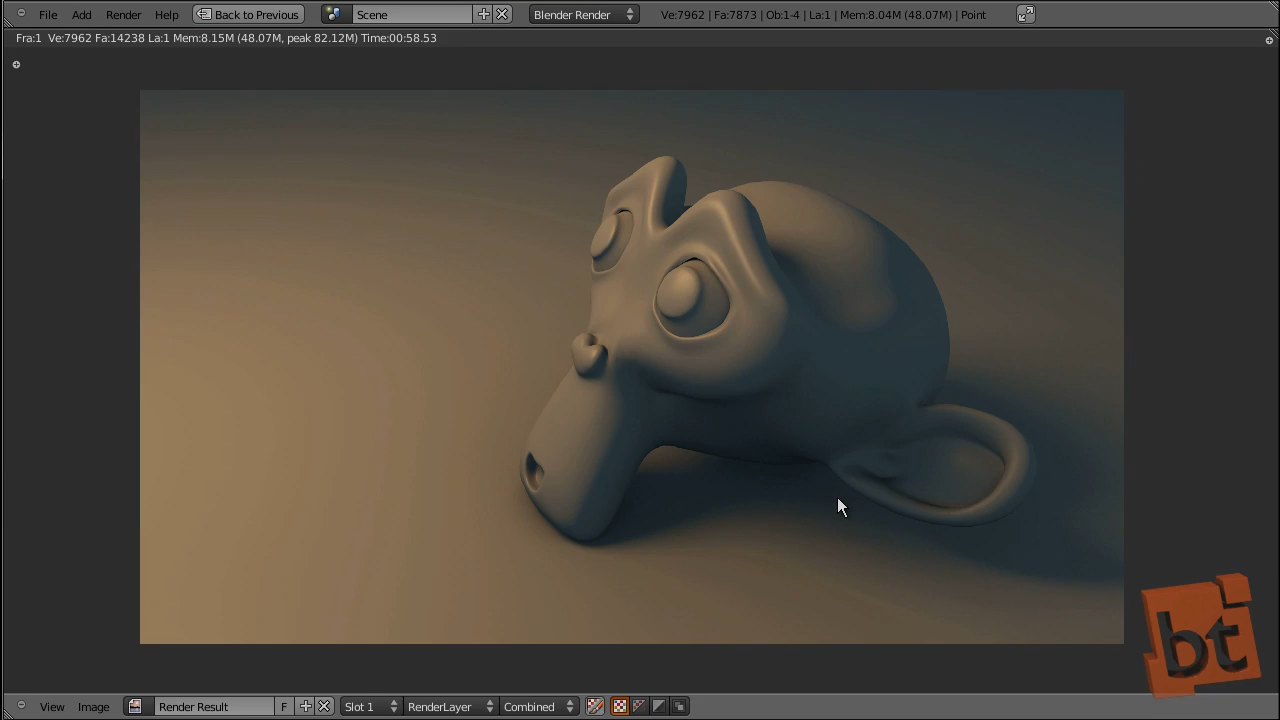 File Add Render Help Back to Previous Scene Blender Render Ve:7962 | Fa:7873 | Ob:1-4 | La:1 | Mem:8.04M (48.07M) | Point
Fra:1 Ve:7962 Fa:14238 La:1 Mem:8.15M (48.07M, peak 82.12M) Time:00:58.53
bt
View Image Render Result F Slot 1 RenderLayer Combined